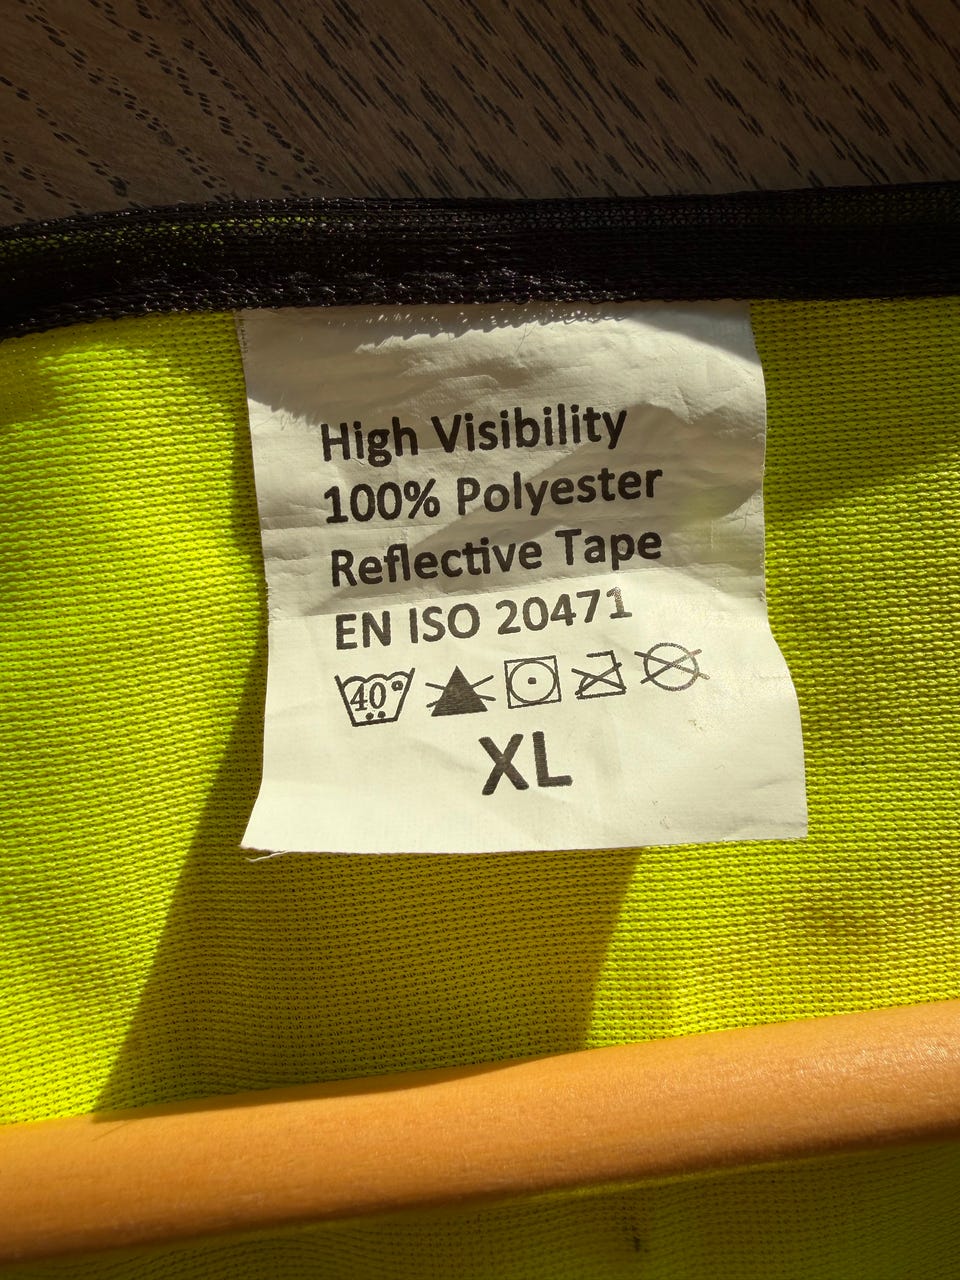 High Visibility
100% Polyester
Reflective Tape
EN ISO 20471
40°
XL